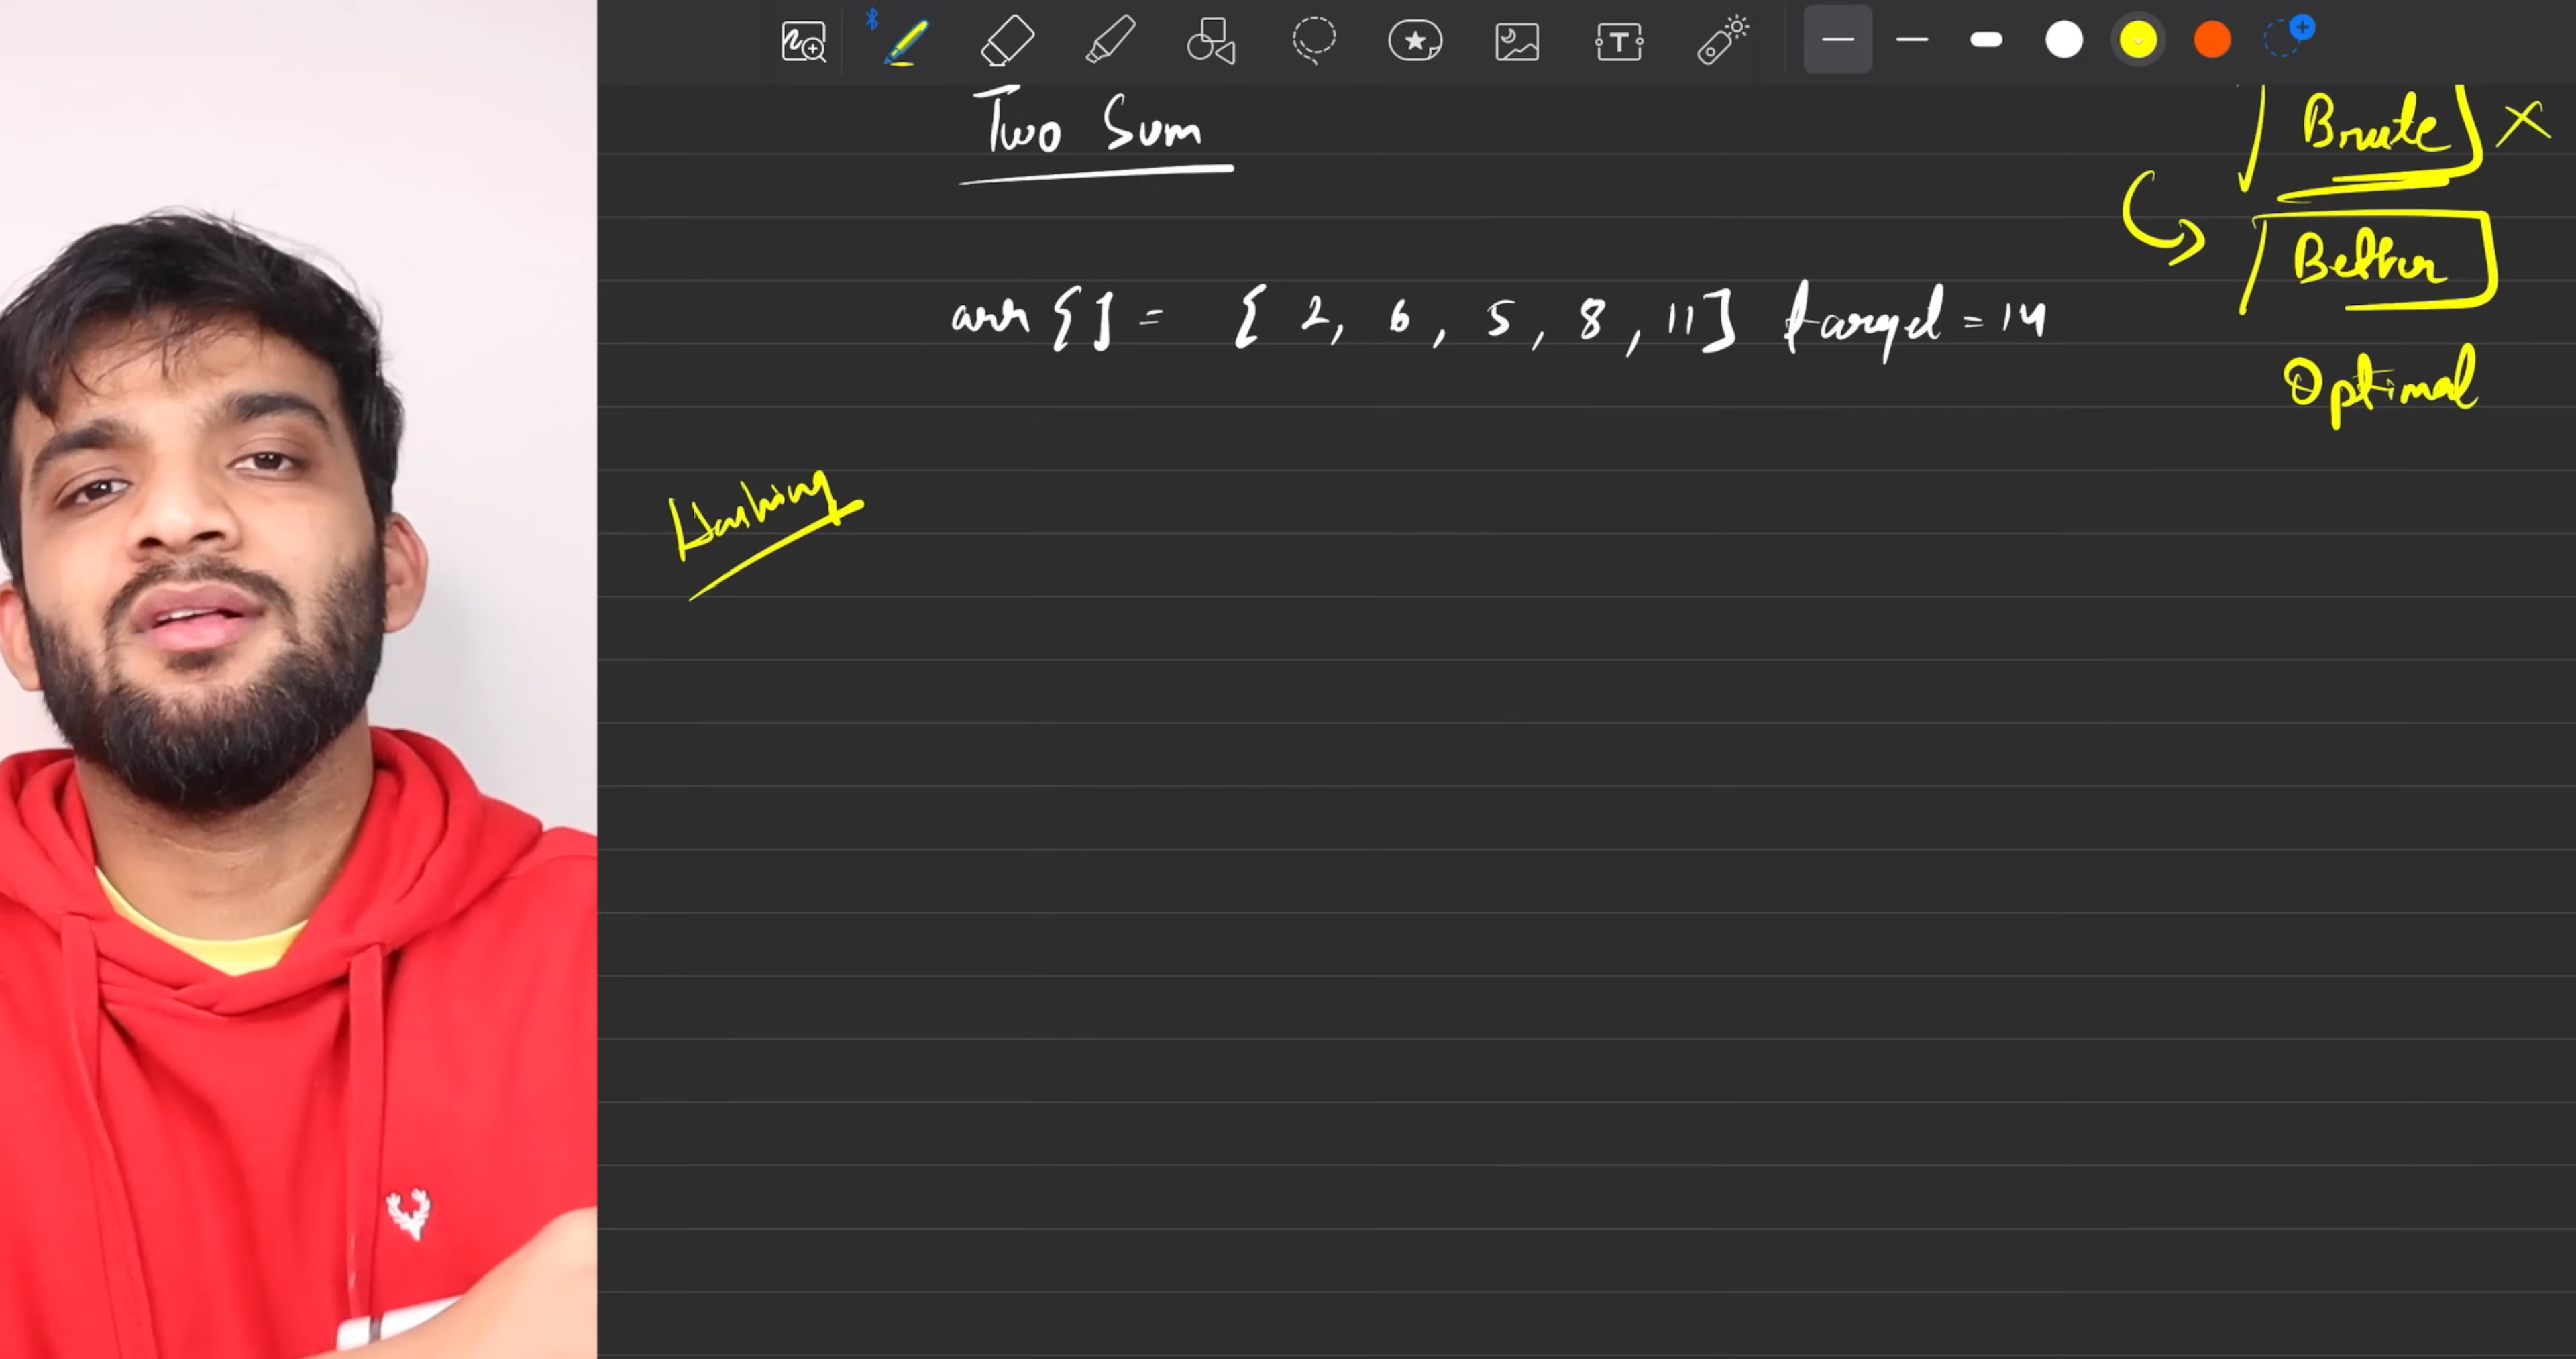 Two Sum
Brute ×
Better
arr [ ] = { 2, 6, 5, 8, 11 } target = 14
Optimal
Hashing